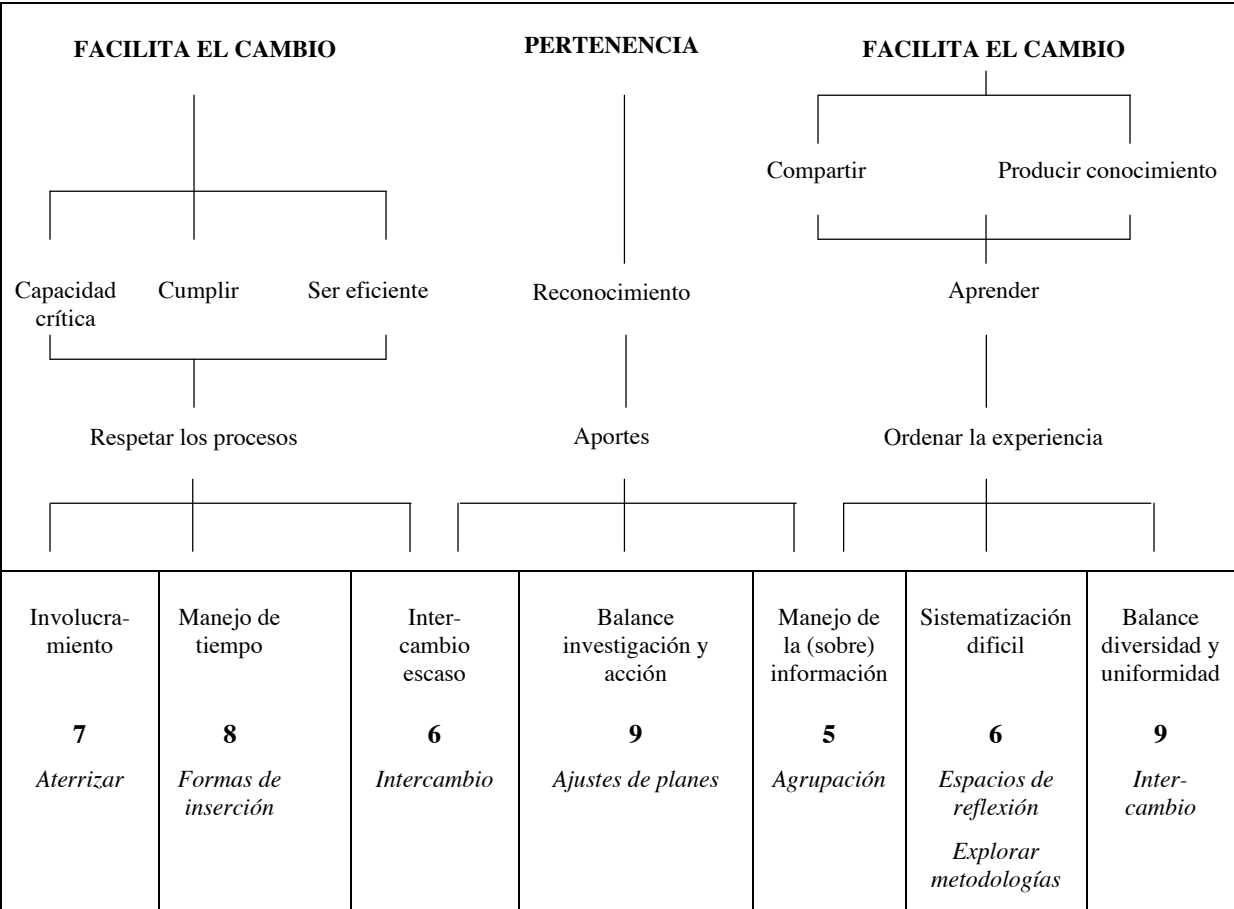 FACILITA EL CAMBIO
PERTENENCIA
FACILITA EL CAMBIO
Compartir
Producir conocimiento
Capacidad
crítica
Cumplir
Ser eficiente
Reconocimiento
Aprender
Respetar los procesos
Aportes
Ordenar la experiencia
Involucra-
miento
7
Aterrizar
Manejo de
tiempo
8
Formas de
inserción
Inter-
cambio
escaso
6
Intercambio
Balance
investigación y
acción
9
Ajustes de planes
Manejo de
la (sobre)
información
5
Agrupación
Sistematización
dificil
6
Espacios de
reflexión
Explorar
metodologías
Balance
diversidad y
uniformidad
9
Inter-
cambio